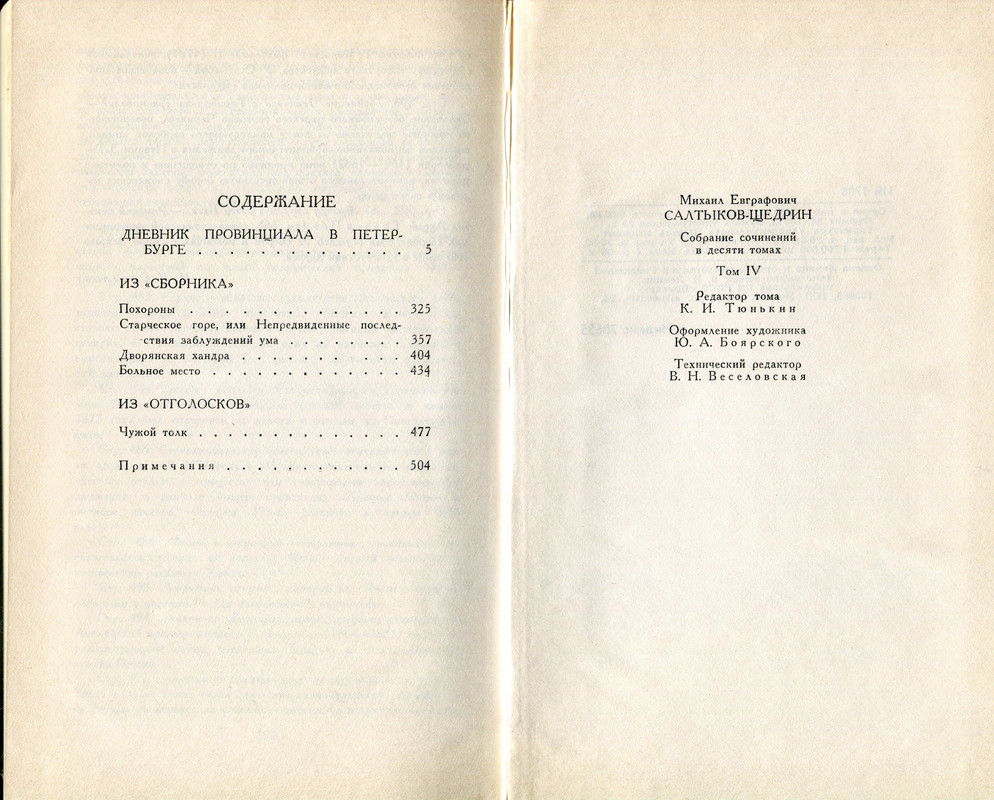 СОДЕРЖАНИЕ
ДНЕВНИК ПРОВИНЦИАЛА В ПЕТЕР-
БУРГЕ . . . . . . . . . . . . . . 5
ИЗ «СБОРНИКА»
Похороны . . . . . . . . . . . . . 325
Старческое горе, или Непредвиденные послед-
ствия заблуждений ума . . . . . . . 357
Дворянская хандра . . . . . . . . . . 404
Больное место . . . . . . . . . . . . 434
ИЗ «ОТГОЛОСКОВ»
Чужой толк . . . . . . . . . . . . . 477
Примечания . . . . . . . . . . . 504
Михаил Евграфович
САЛТЫКОВ-ЩЕДРИН
Собрание сочинений
в десяти томах
Том IV
Редактор тома
К. И. Тюнькин
Оформление художника
Ю. А. Боярского
Технический редактор
В. Н. Веселовская